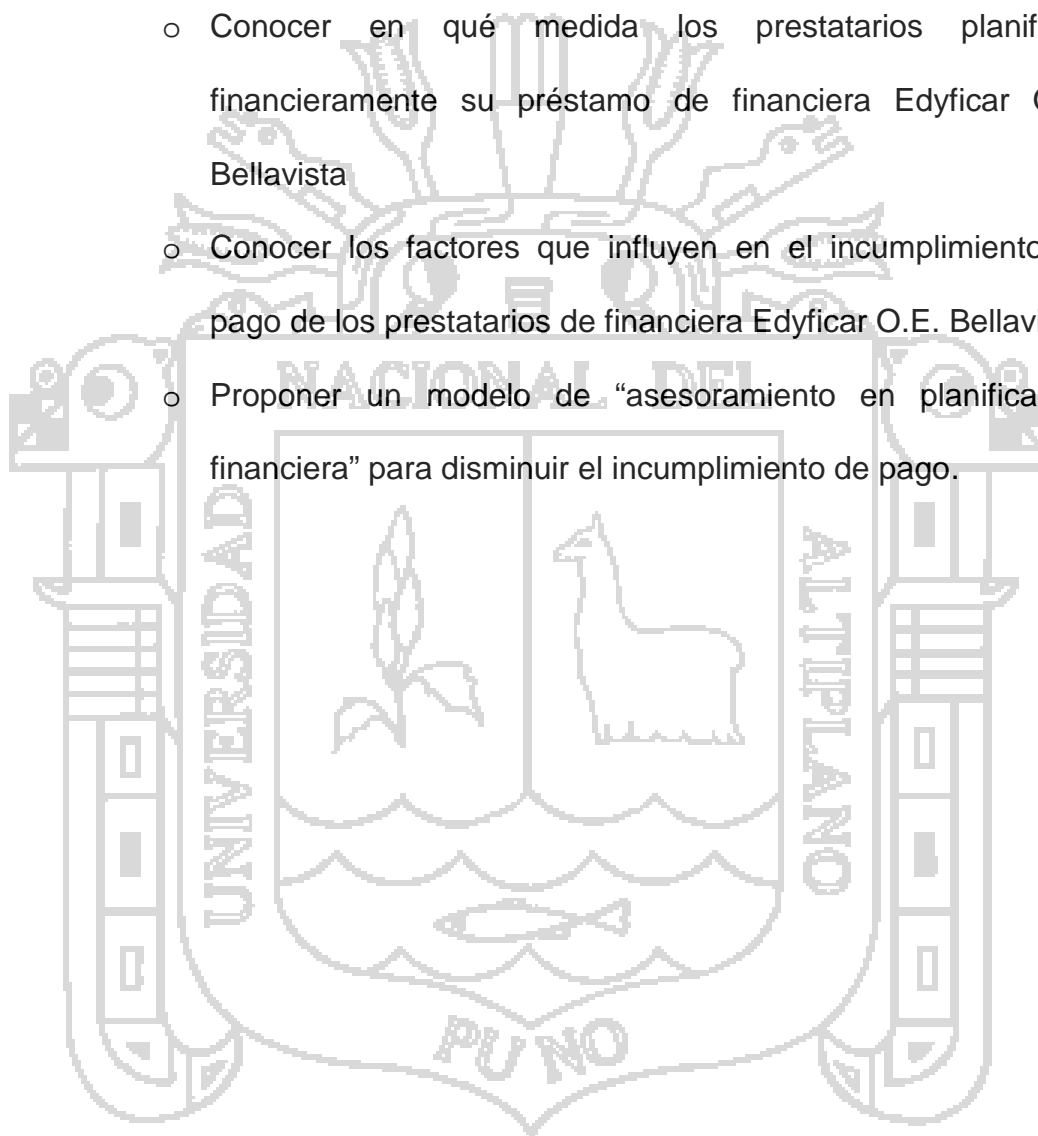 o Conocer en qué medida los prestatarios planif
financieramente su préstamo de financiera Edyficar
Bellavista
o Conocer los factores que influyen en el incumplimiento
pago de los prestatarios de financiera Edyficar O.E. Bellavi
o Proponer un modelo de “asesoramiento en planifica
financiera” para disminuir el incumplimiento de pago.
NACIONAL DEL
UNIVERSIDAD
ALTIPLANO
PUNO